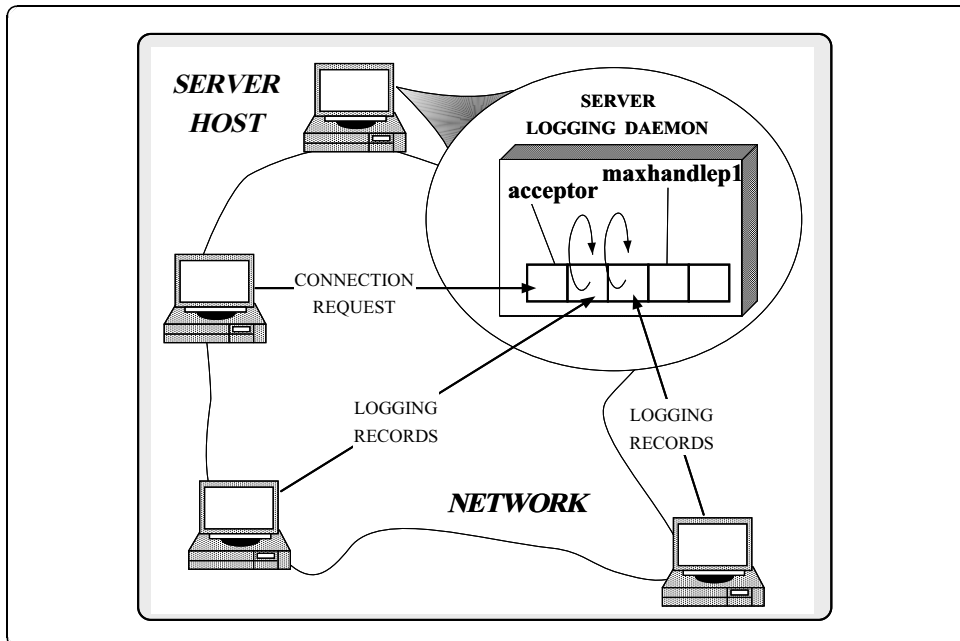 SERVER
HOST
SERVER
LOGGING DAEMON
maxhandlep1
acceptor
CONNECTION
REQUEST
LOGGING
RECORDS
LOGGING
RECORDS
NETWORK